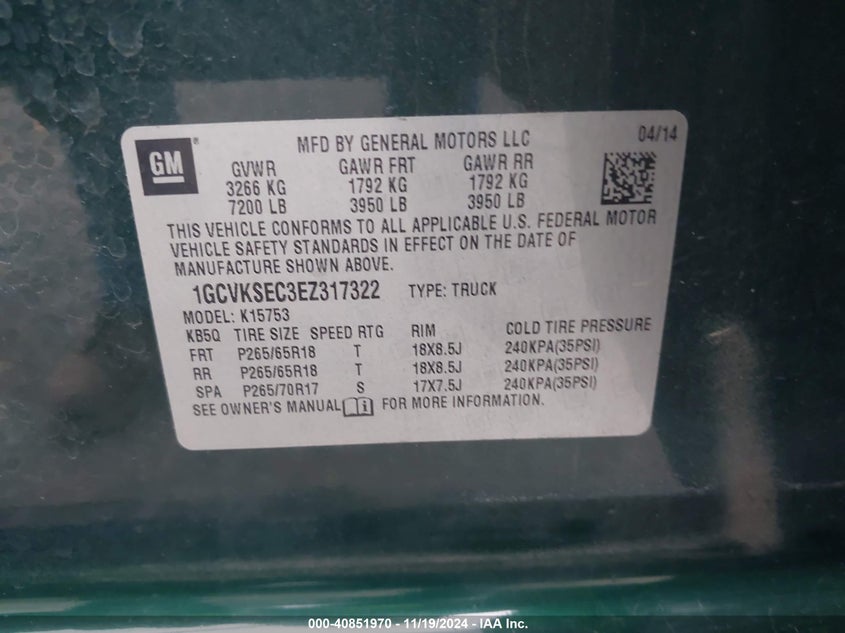 GM
MFD BY GENERAL MOTORS LLC
04/14
GVWR GAWR FRT GAWR RR
3266 KG 1792 KG 1792 KG
7200 LB 3950 LB 3950 LB
THIS VEHICLE CONFORMS TO ALL APPLICABLE U.S. FEDERAL MOTOR
VEHICLE SAFETY STANDARDS IN EFFECT ON THE DATE OF
MANUFACTURE SHOWN ABOVE.
1GCVKSEC3EZ317322 TYPE: TRUCK
MODEL: K15753
KB5Q TIRE SIZE SPEED RTG RIM COLD TIRE PRESSURE
FRT P265/65R18 T 18X8.5J 240KPA(35PSI)
RR P265/65R18 T 18X8.5J 240KPA(35PSI)
SPA P265/70R17 S 17X7.5J 240KPA(35PSI)
SEE OWNER'S MANUAL FOR MORE INFORMATION.
000-40851970 - 11/19/2024 - IAA Inc.